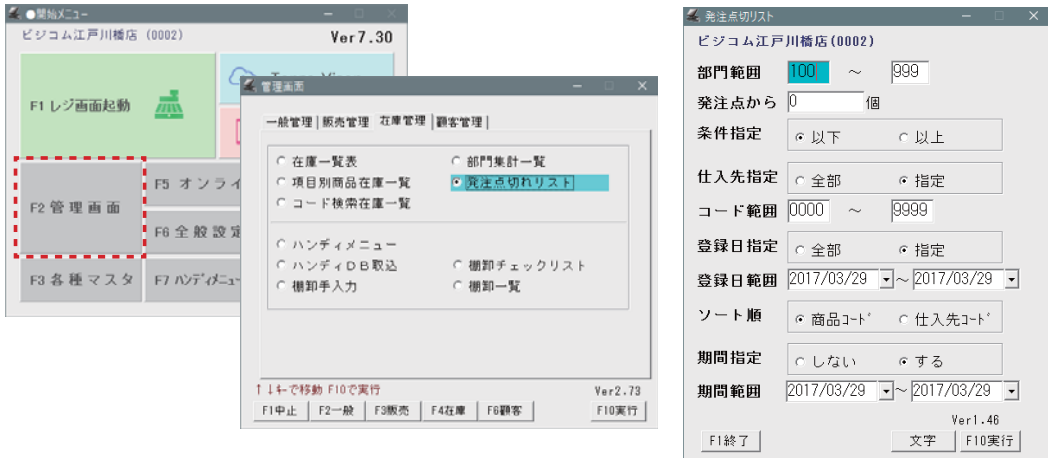 ●開始メニュー
ビジコム江戸川橋店 (0002)
Ver7.30
F1 レジ画面起動
F2 管 理 画 面
F5 オンライ
F6 全 般 設 定
F3 各 種 マ ス タ
F7 ハンディメニュー
管理画面
一般管理 | 販売管理 在庫管理 | 顧客管理 |
在庫一覧表
部門集計一覧
項目別商品在庫一覧
発注点切れリスト
コード検索在庫一覧
ハンディメニュー
ハンディDB取込
棚卸チェックリスト
棚卸手入力
棚卸一覧
↑↓キーで移動 F10で実行
Ver2.73
F1中止 F2一般 F3販売 F4在庫 F6顧客 F10実行
発注点切リスト
ビジコム江戸川橋店(0002)
部門範囲 100 ～ 999
発注点から 0 個
条件指定 以下 以上
仕入先指定 全部 指定
コード範囲 0000 ～ 9999
登録日指定 全部 指定
登録日範囲 2017/03/29 ～ 2017/03/29
ソート順 商品コード 仕入先コード
期間指定 しない する
期間範囲 2017/03/29 ～ 2017/03/29
Ver1.46
F1終了 文字 F10実行